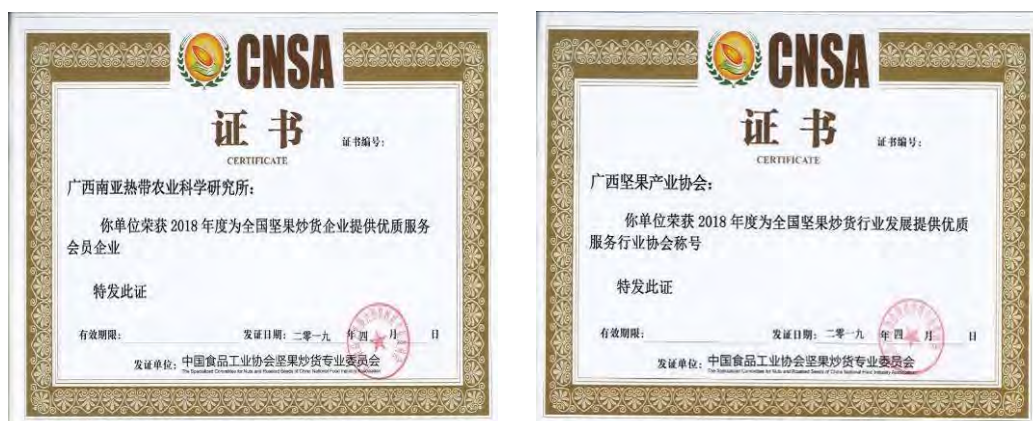 CNSA
证书
证书编号：
CERTIFICATE
广西南亚热带农业科学研究所：
你单位荣获 2018 年度为全国坚果炒货企业提供优质服务
会员企业
特发此证
有效期限：
发证日期：二零一九 年 四 月 日
发证单位：中国食品工业协会坚果炒货专业委员会
CNSA
证书
证书编号：
CERTIFICATE
广西坚果产业协会：
你单位荣获 2018 年度为全国坚果炒货行业发展提供优质
服务行业协会称号
特发此证
有效期限：
发证日期：二零一九 年 四 月 日
发证单位：中国食品工业协会坚果炒货专业委员会